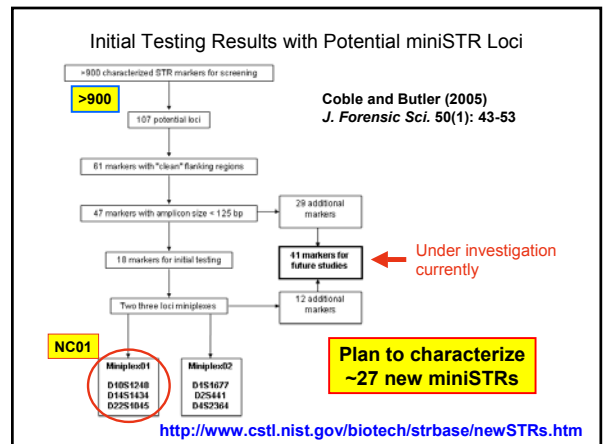 Initial Testing Results with Potential miniSTR Loci
>900 characterized STR markers for screening
>900
Coble and Butler (2005)
J. Forensic Sci. 50(1): 43-53
107 potential loci
61 markers with "clean" flanking regions
47 markers with amplicon size < 125 bp
29 additional
markers
18 markers for initial testing
41 markers for
future studies
Under investigation
currently
Two three loci miniplexes
12 additional
markers
NC01
Miniplex01
D10S1248
D14S1434
D22S1045
Miniplex02
D1S1677
D2S441
D4S2364
Plan to characterize
~27 new miniSTRs
http://www.cstl.nist.gov/biotech/strbase/newSTRs.htm